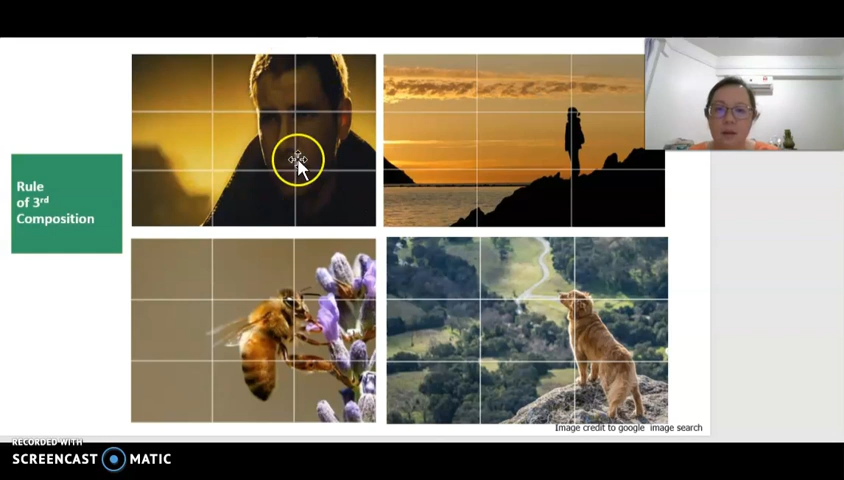 Rule
of 3rd
Composition
Image credit to google image search
RECORDED WITH
SCREENCAST MATIC